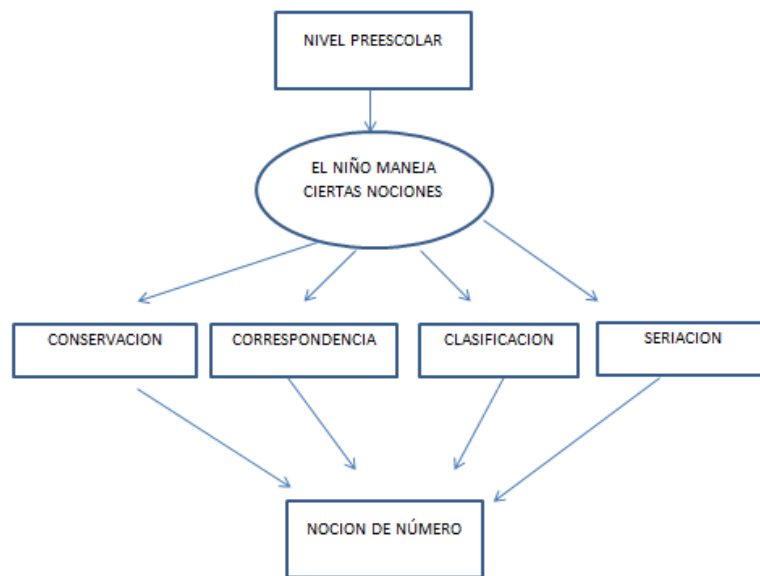 NIVEL PREESCOLAR
EL NIÑO MANEJA
CIERTAS NOCIONES
CONSERVACION
CORRESPONDENCIA
CLASIFICACION
SERIACION
NOCION DE NÚMERO